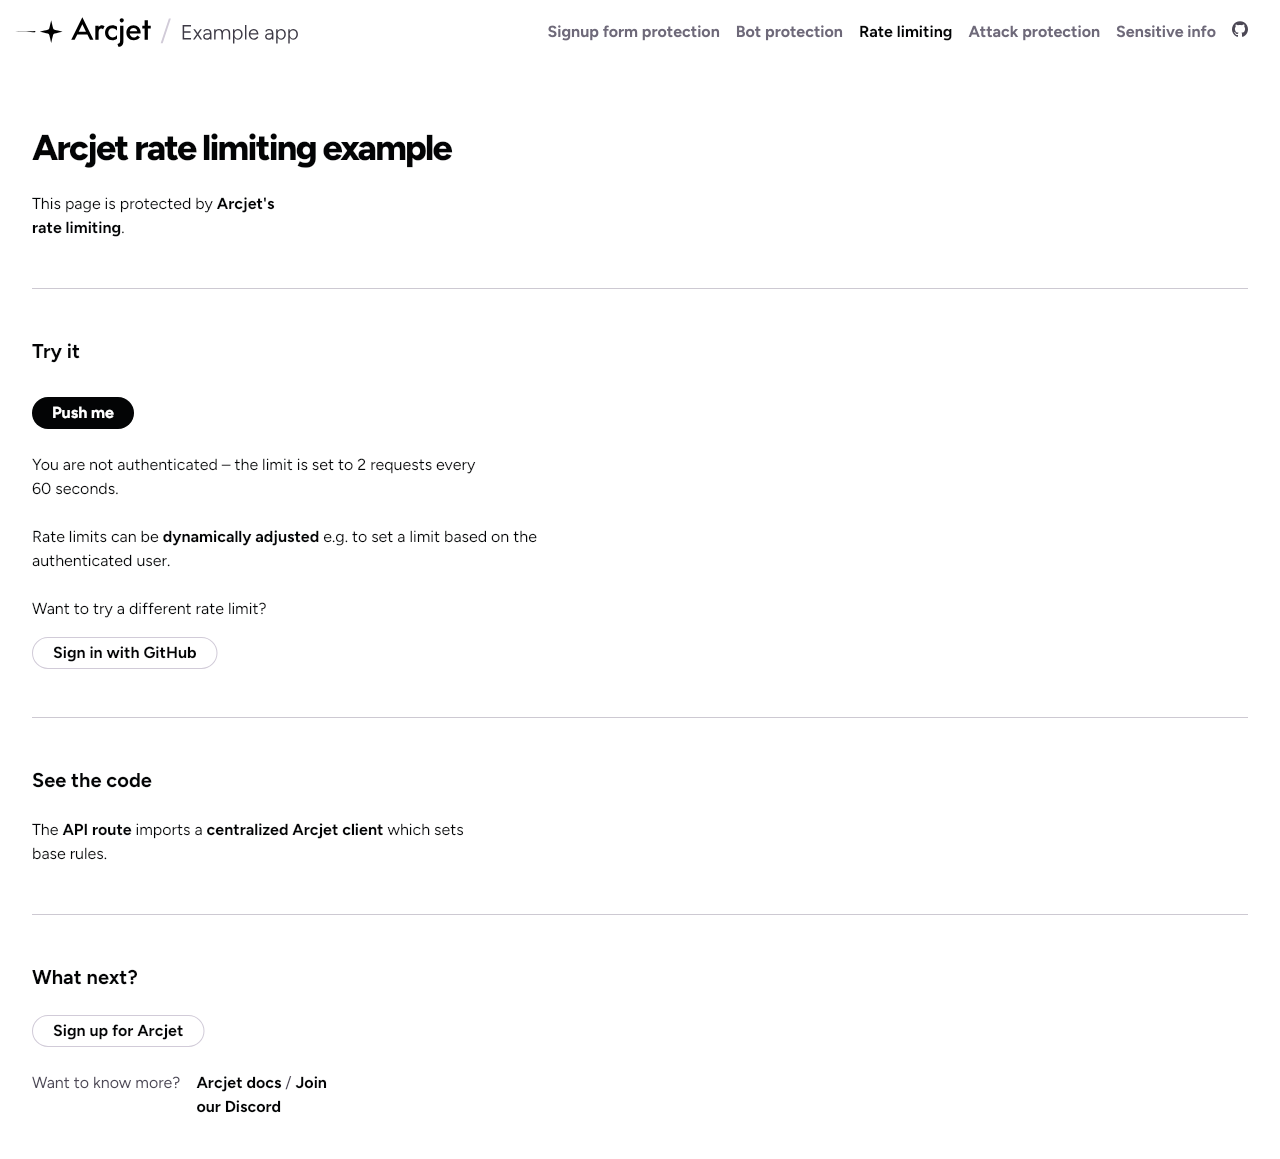 Arcjet / Example app
Signup form protection Bot protection Rate limiting Attack protection Sensitive info
Arcjet rate limiting example
This page is protected by Arcjet's
rate limiting.
Try it
Push me
You are not authenticated – the limit is set to 2 requests every
60 seconds.
Rate limits can be dynamically adjusted e.g. to set a limit based on the
authenticated user.
Want to try a different rate limit?
Sign in with GitHub
See the code
The API route imports a centralized Arcjet client which sets
base rules.
What next?
Sign up for Arcjet
Want to know more? Arcjet docs / Join
our Discord